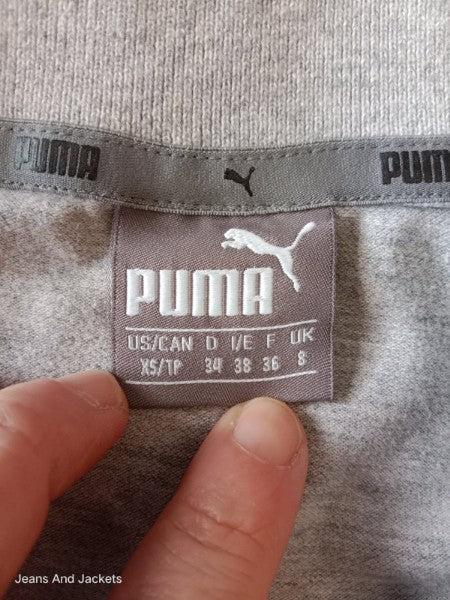 PUMA PUMA
PUMA
US/CAN D I/E F UK
XS/TP 34 38 36 8
Jeans And Jackets